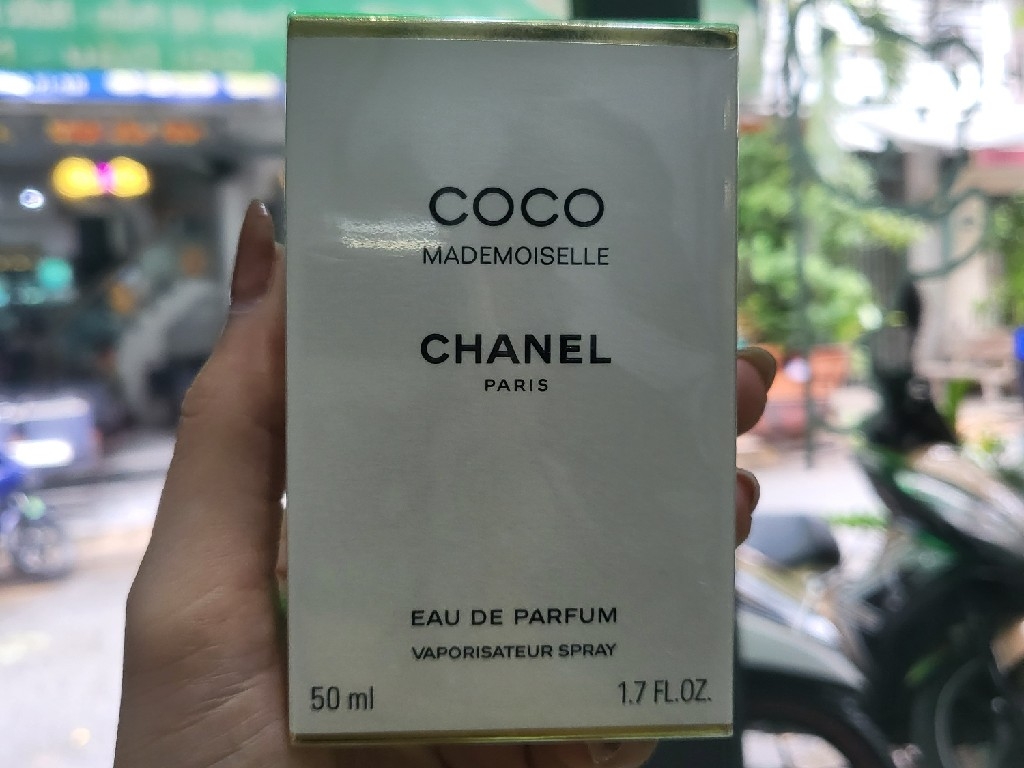 COCO
MADEMOISELLE
CHANEL
PARIS
EAU DE PARFUM
VAPORISATEUR SPRAY
50 ml
1.7 FL.OZ.